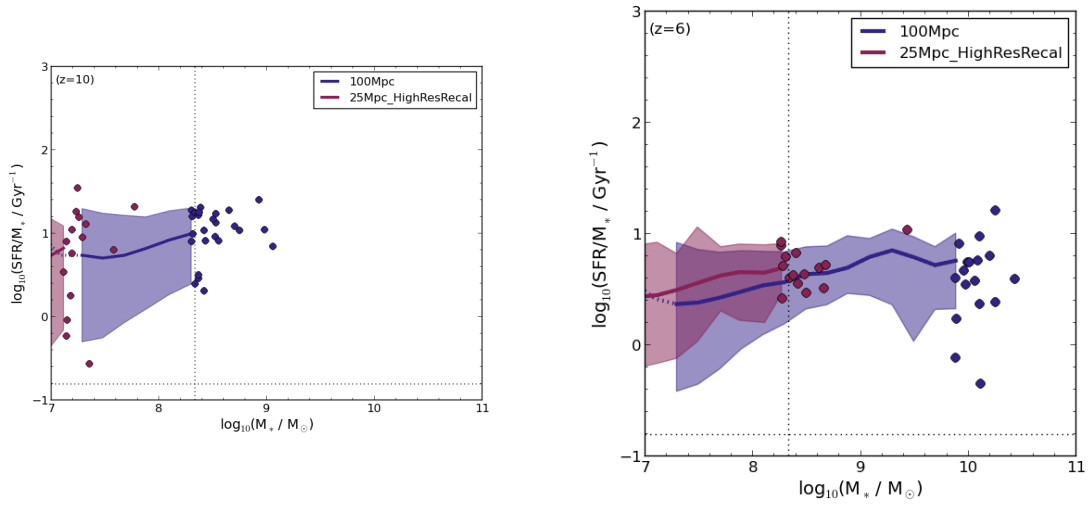 (z=10)
100Mpc
25Mpc_HighResRecal
log₁₀(SFR/M* / Gyr⁻¹)
3
2
1
0
−1
7 8 9 10 11
log₁₀(M* / M☉)
(z=6)
100Mpc
25Mpc_HighResRecal
log₁₀(SFR/M* / Gyr⁻¹)
3
2
1
0
−1
7 8 9 10 11
log₁₀(M* / M☉)